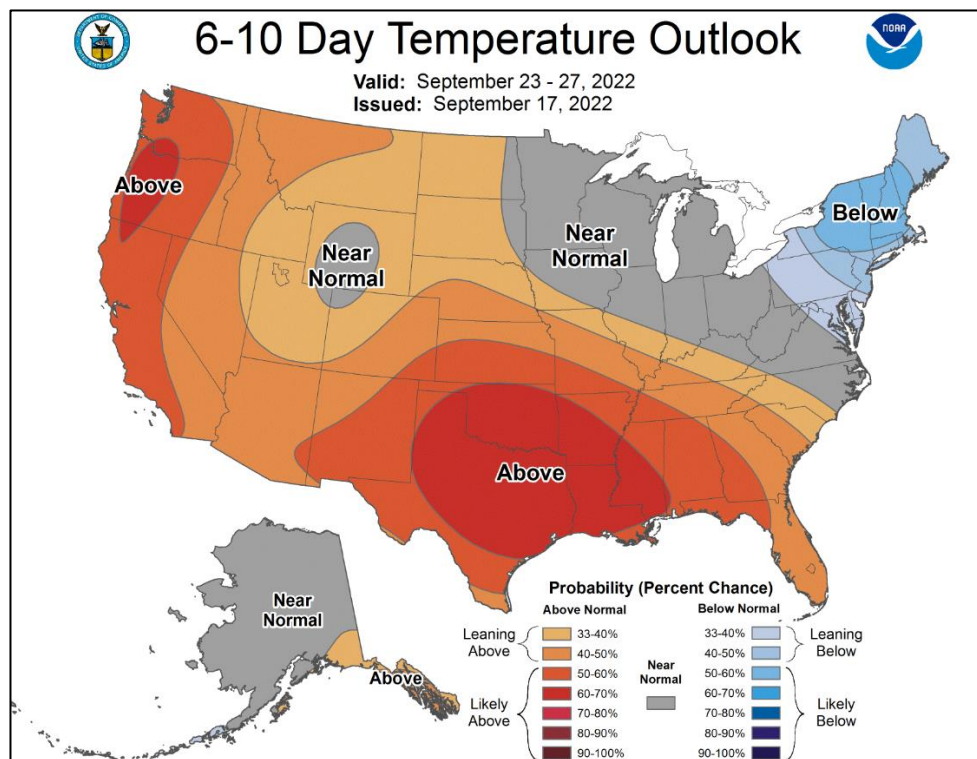 6-10 Day Temperature Outlook
NOAA
Valid: September 23 - 27, 2022
Issued: September 17, 2022
Above
Near
Normal
Near
Normal
Below
Above
Near
Normal
Above
Probability (Percent Chance)
Above Normal
Below Normal
Leaning
Above
33-40%
40-50%
Likely
Above
50-60%
60-70%
70-80%
80-90%
90-100%
Near
Normal
33-40%
40-50%
Leaning
Below
50-60%
60-70%
70-80%
80-90%
90-100%
Likely
Below